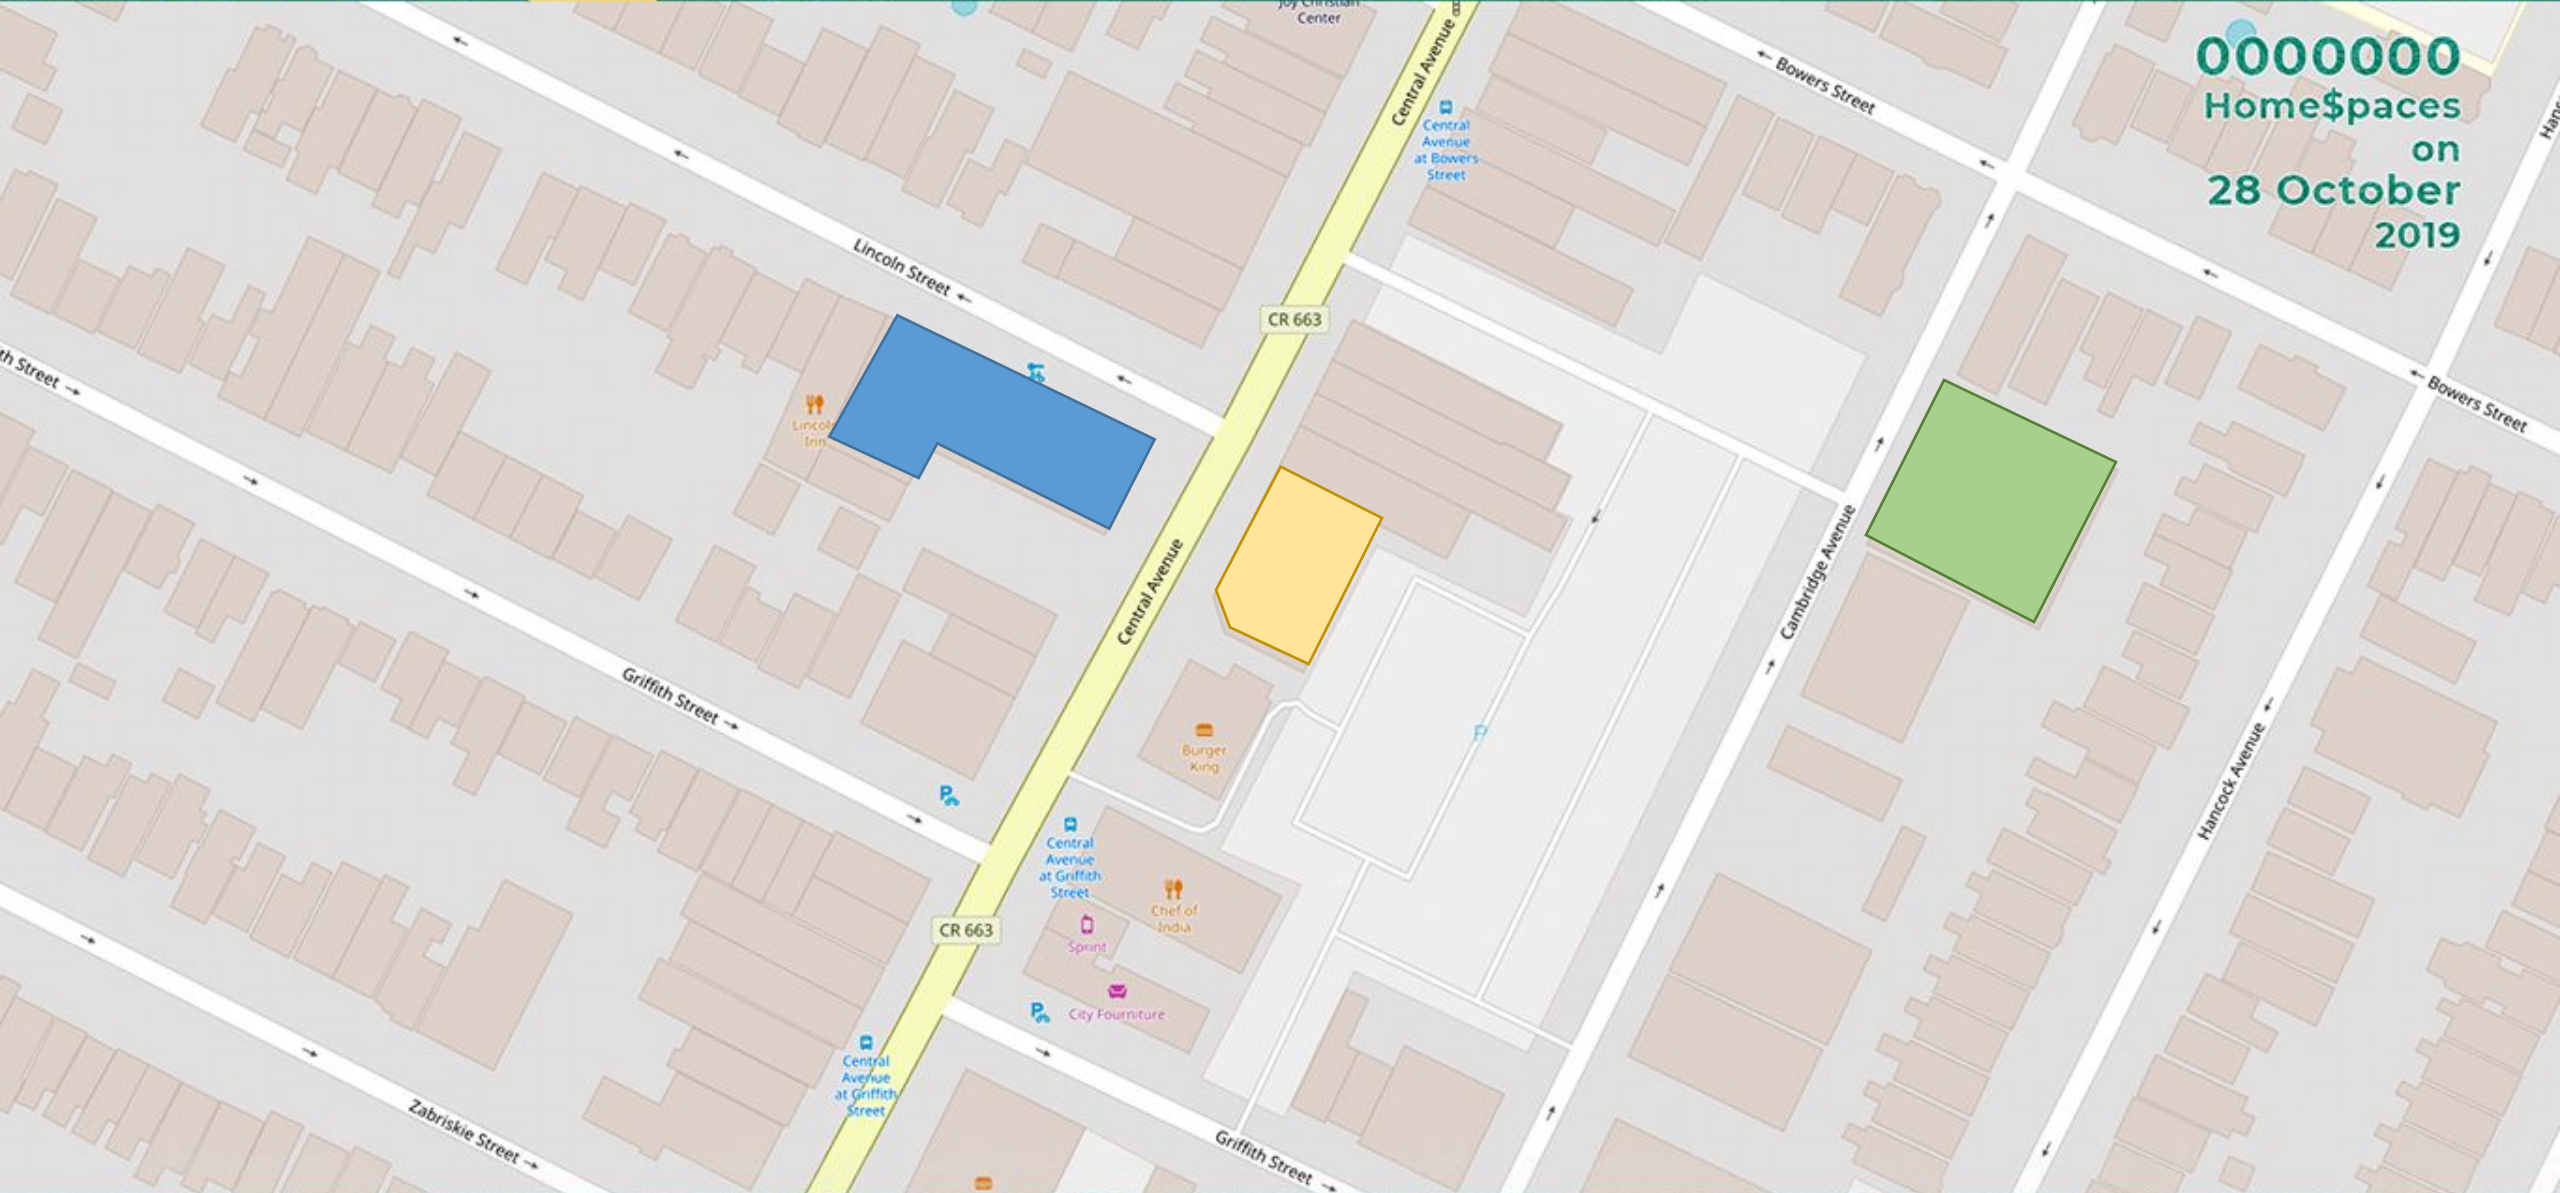 Joy Christian
Center
0000000
Home$paces
on
28 October
2019
Central Avenue
← Bowers Street
Central
Avenue
at Bowers
Street
Lincoln Street ←
CR 663
Lincoln
Inn
Street →
← Bowers Street
Central Avenue
Cambridge Avenue
Griffith Street →
Burger
King
P
P
Hancock Avenue
Central
Avenue
at Griffith
Street
Chef of
India
CR 663
Sprint
P
City Fourniture
Central
Avenue
at Griffith
Street
Zabriskie Street →
Griffith Street →